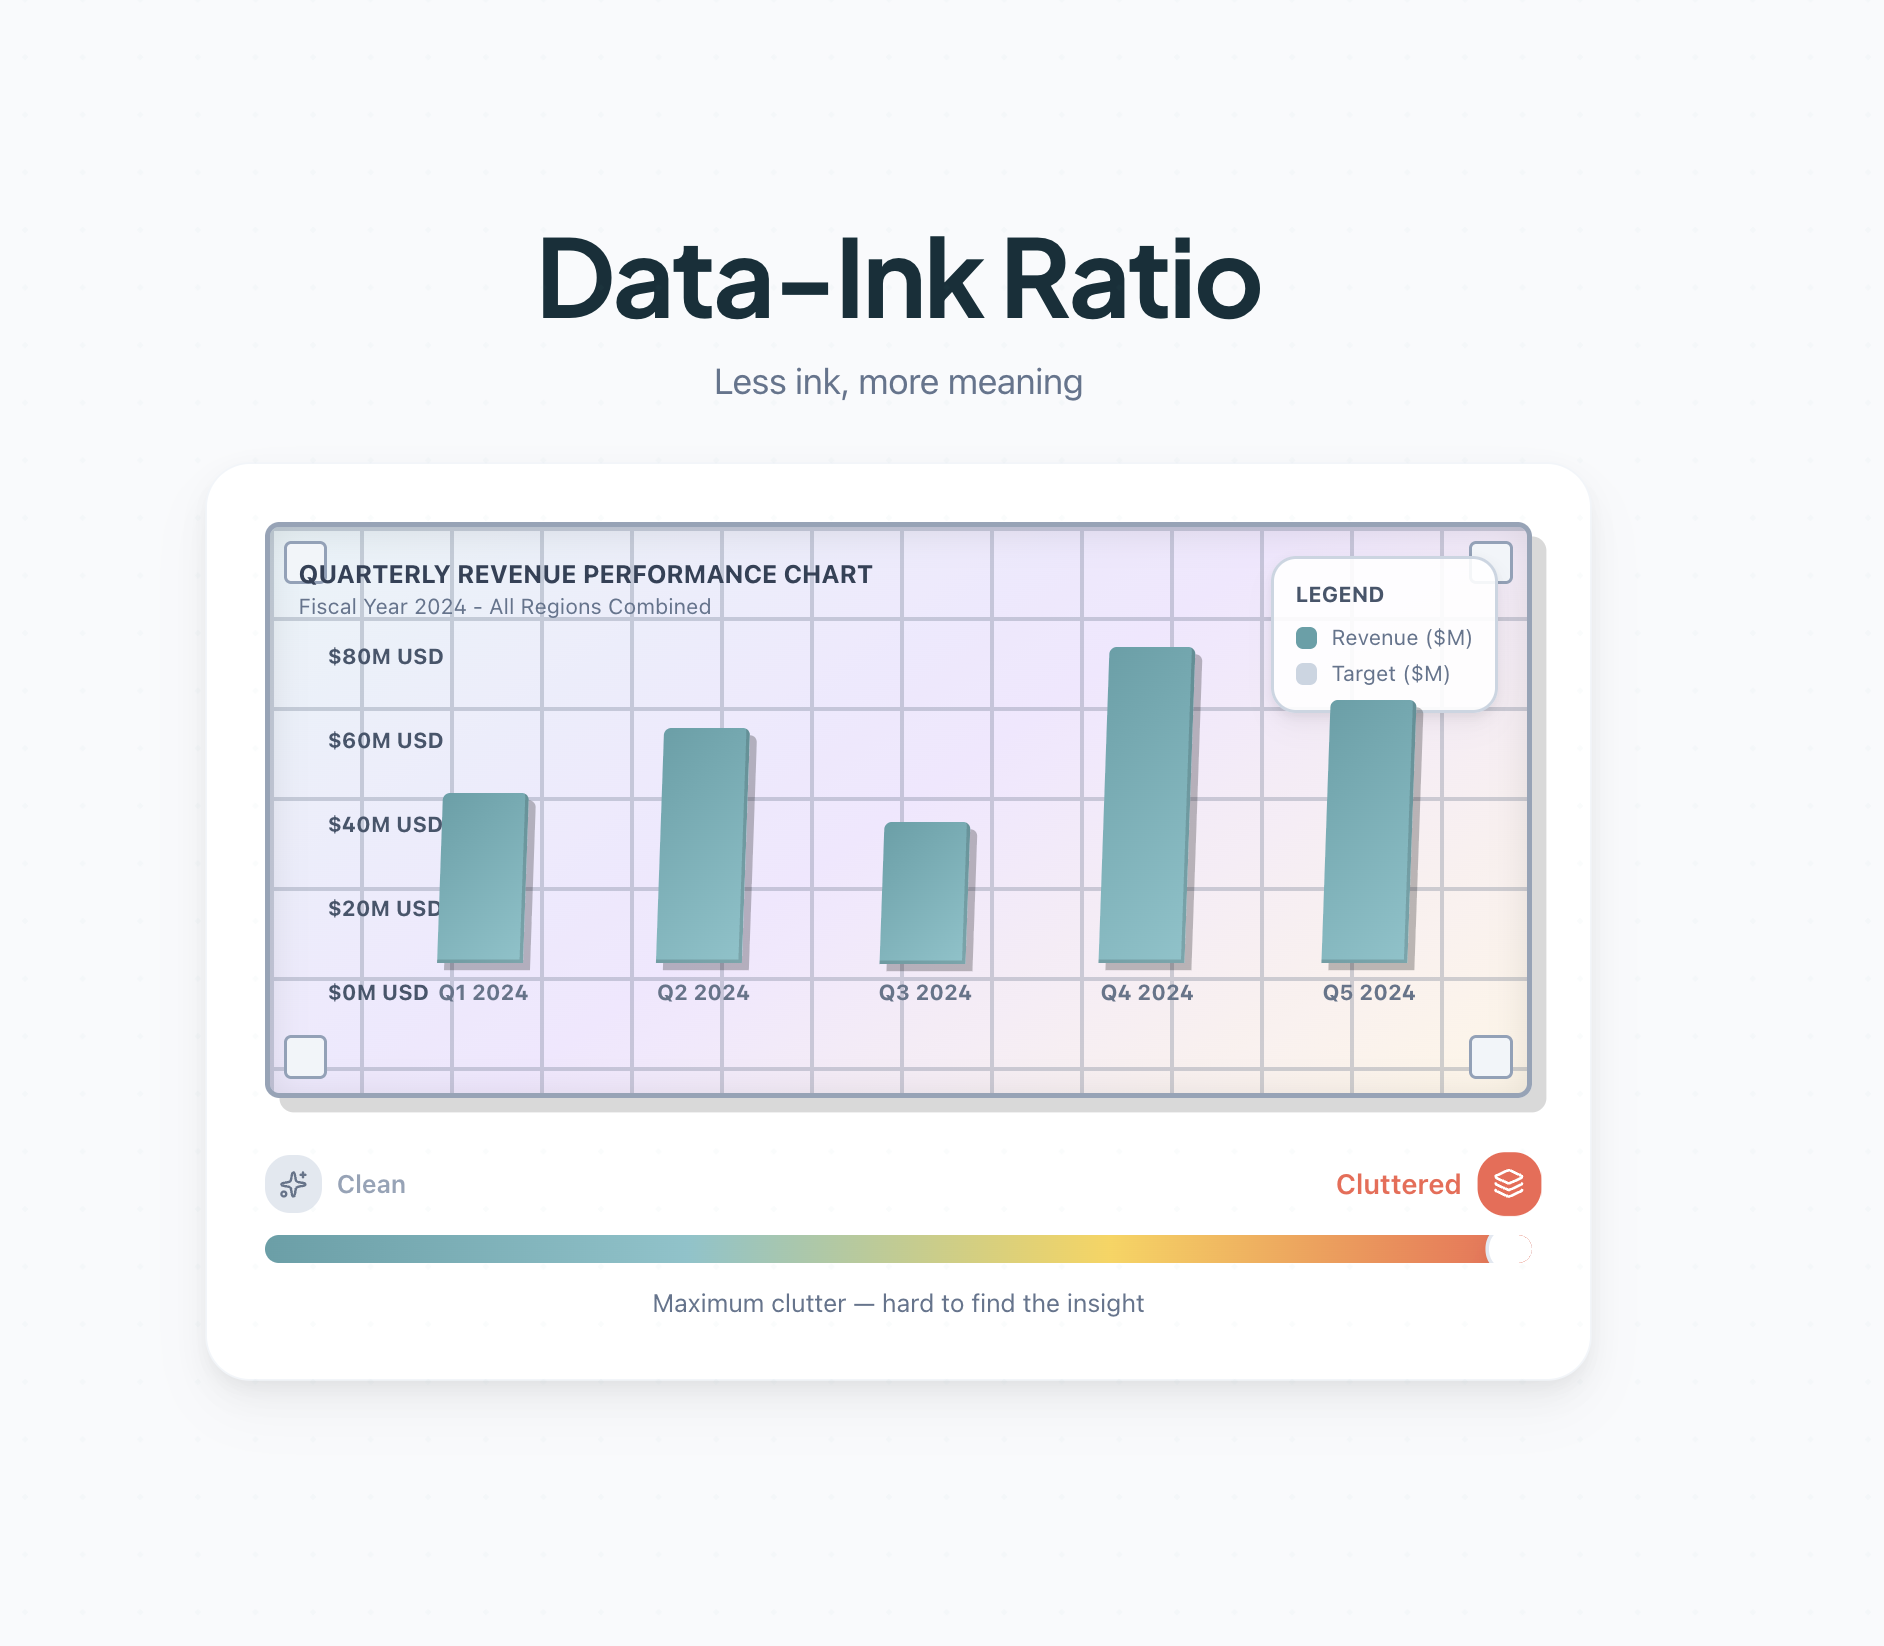 Data-Ink Ratio
Less ink, more meaning
QUARTERLY REVENUE PERFORMANCE CHART
Fiscal Year 2024 - All Regions Combined
LEGEND
Revenue ($M)
Target ($M)
$80M USD
$60M USD
$40M USD
$20M USD
$0M USD
Q1 2024
Q2 2024
Q3 2024
Q4 2024
Q5 2024
Clean
Cluttered
Maximum clutter — hard to find the insight